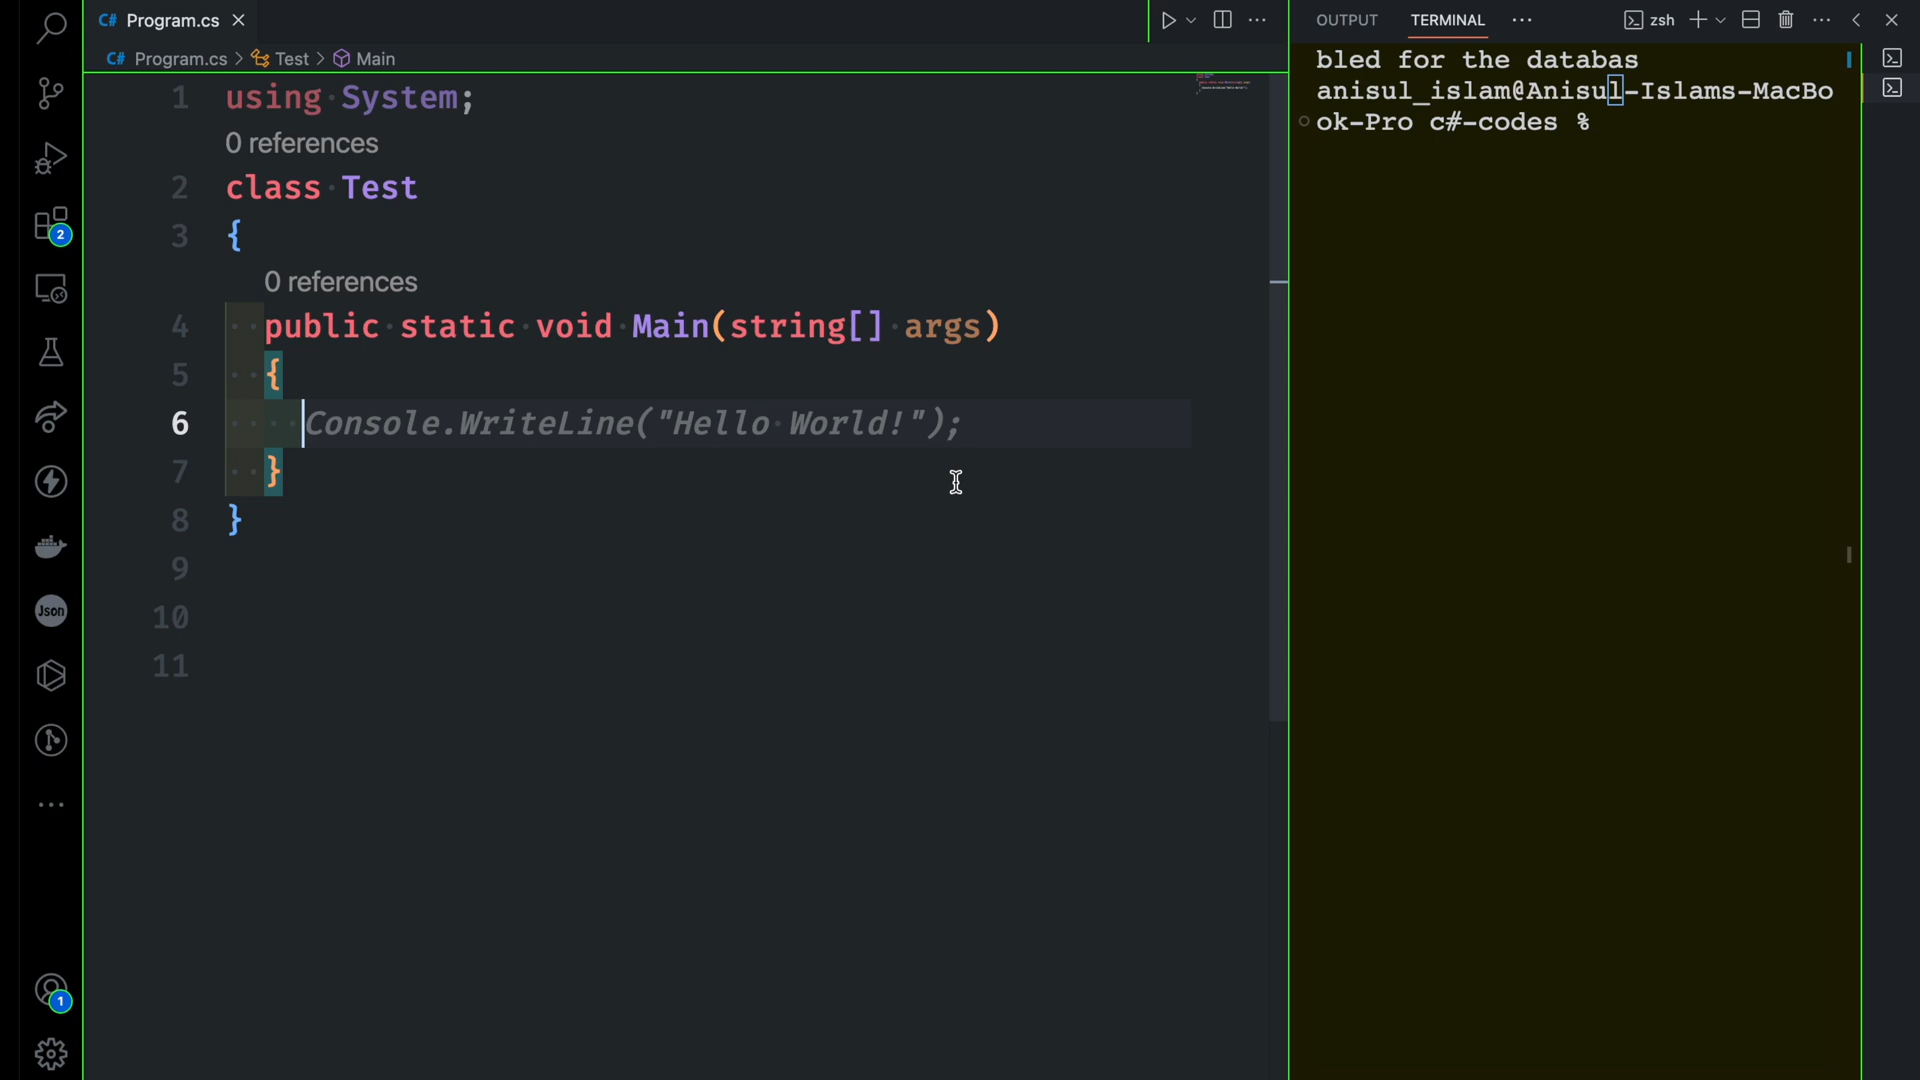 C# Program.cs
C# Program.cs > Test > Main
1 using System;
0 references
2 class Test
3 {
0 references
4 public static void Main(string[] args)
5 {
6 Console.WriteLine("Hello World!");
7 }
8 }
9
10
11
2
Json
1
OUTPUT TERMINAL zsh
bled for the databas
anisul_islam@Anisul-Islams-MacBo
ok-Pro c#-codes %